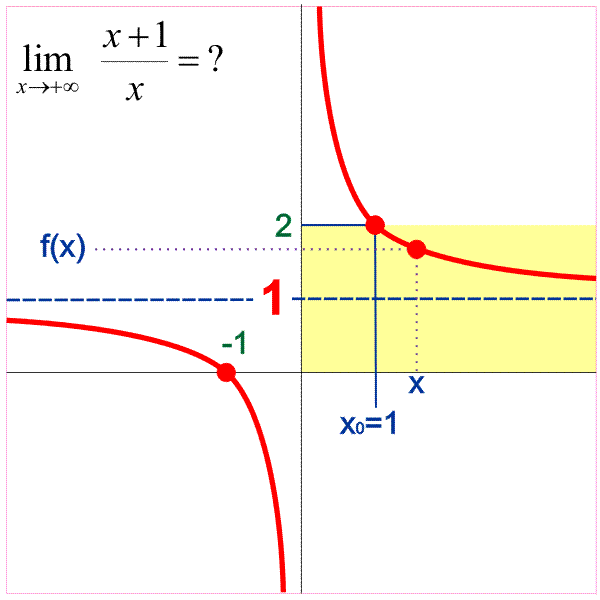 lim x→+∞ x+1/x = ?
2
f(x)
1
-1
x
x₀=1